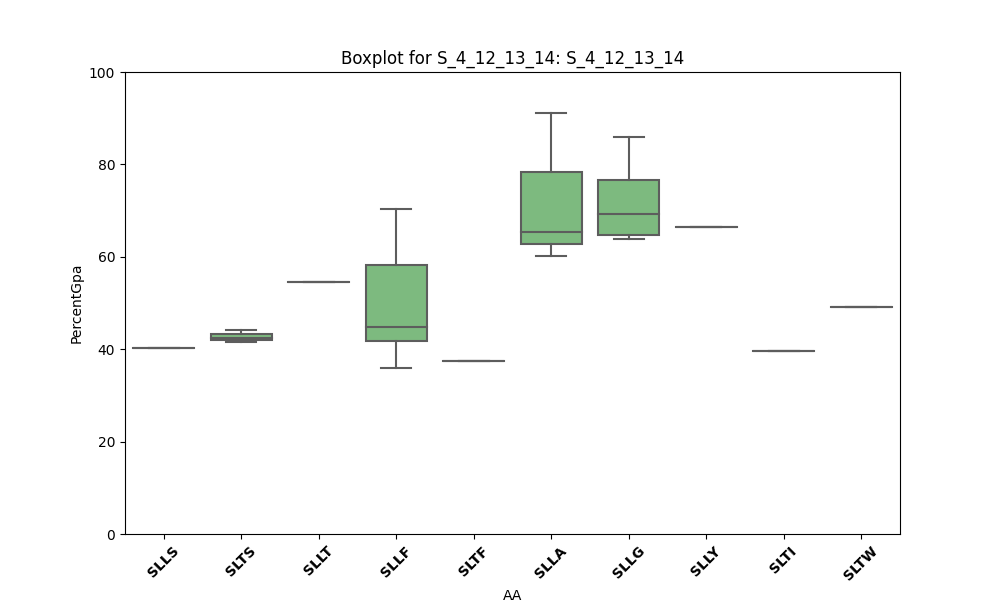 Boxplot for S_4_12_13_14: S_4_12_13_14
PercentGpa
100
80
60
40
20
0
SLLS SLTS SLLT SLLF SLTF SLLA SLLG SLLY SLTI SLTW
AA